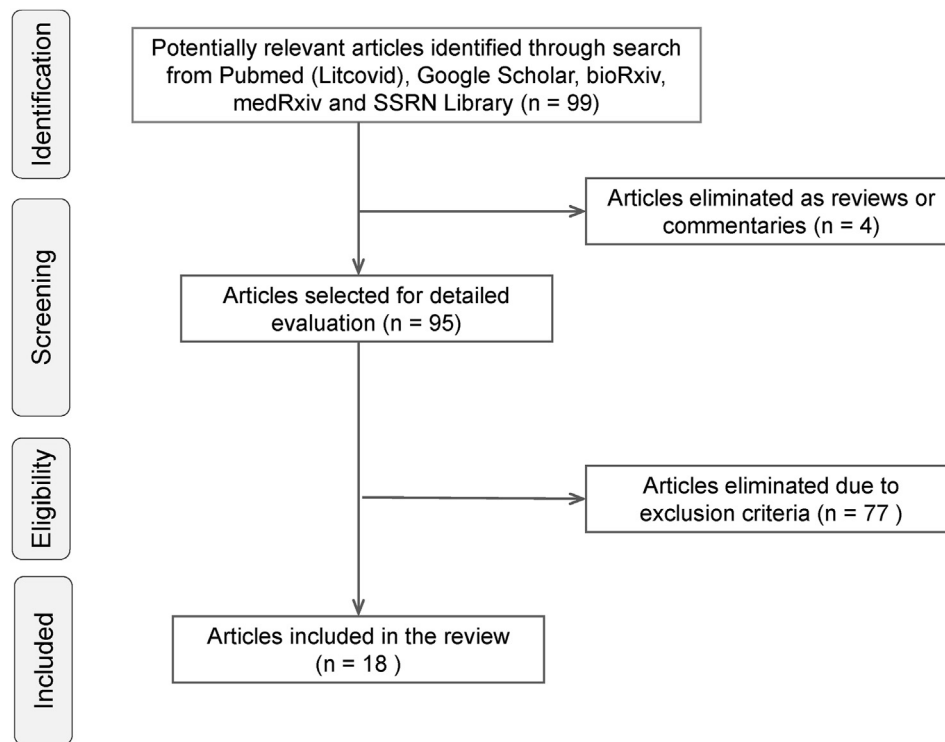 Identification
Potentially relevant articles identified through search
from Pubmed (Litcovid), Google Scholar, bioRxiv,
medRxiv and SSRN Library (n = 99)
Articles eliminated as reviews or
commentaries (n = 4)
Screening
Articles selected for detailed
evaluation (n = 95)
Eligibility
Articles eliminated due to
exclusion criteria (n = 77 )
Included
Articles included in the review
(n = 18 )